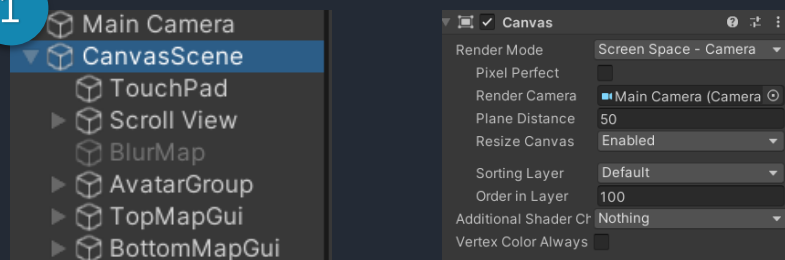 1
Main Camera
CanvasScene
TouchPad
Scroll View
BlurMap
AvatarGroup
TopMapGui
BottomMapGui
Canvas
Render Mode Screen Space - Camera
Pixel Perfect
Render Camera Main Camera (Camera
Plane Distance 50
Resize Canvas Enabled
Sorting Layer Default
Order in Layer 100
Additional Shader Ch Nothing
Vertex Color Always